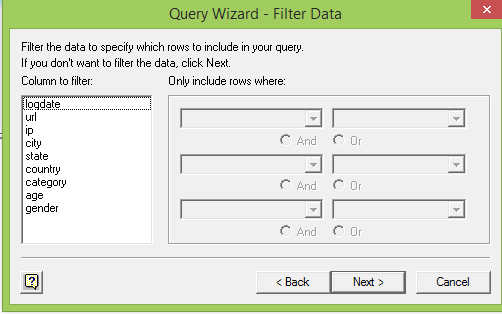 Query Wizard - Filter Data
Filter the data to specify which rows to include in your query.
If you don't want to filter the data, click Next.
Column to filter:
Only include rows where:
logdate
url
ip
city
state
country
category
age
gender
And Or
And Or
And Or
? < Back Next > Cancel